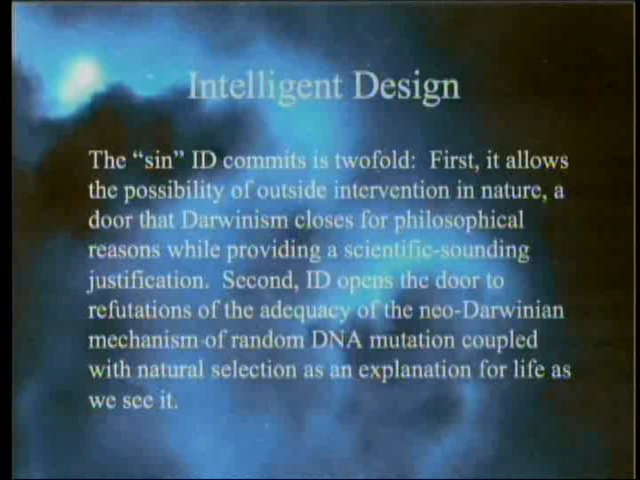 Intelligent Design
The “sin” ID commits is twofold:  First, it allows
the possibility of outside intervention in nature, a
door that Darwinism closes for philosophical
reasons while providing a scientific-sounding
justification.  Second, ID opens the door to
refutations of the adequacy of the neo-Darwinian
mechanism of random DNA mutation coupled
with natural selection as an explanation for life as
we see it.